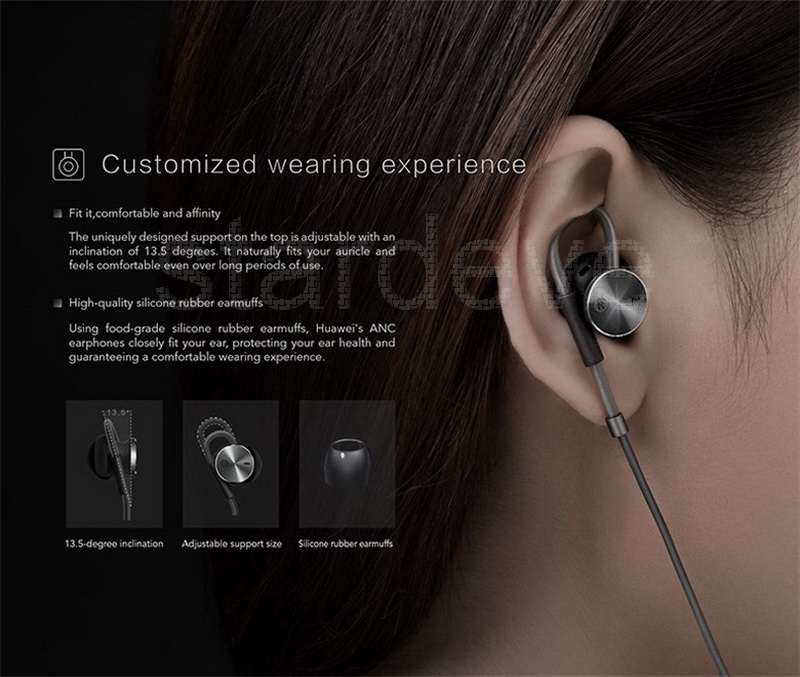 Customized wearing experience
Fit it,comfortable and affinity
The uniquely designed support on the top is adjustable with an
inclination of 13.5 degrees. It naturally fits your auricle and
feels comfortable even over long periods of use.
High-quality silicone rubber earmuffs
Using food-grade silicone rubber earmuffs, Huawei's ANC
earphones closely fit your ear, protecting your ear health and
guaranteeing a comfortable wearing experience.
stardeve
13.5°
13.5-degree inclination
Adjustable support size
Silicone rubber earmuffs